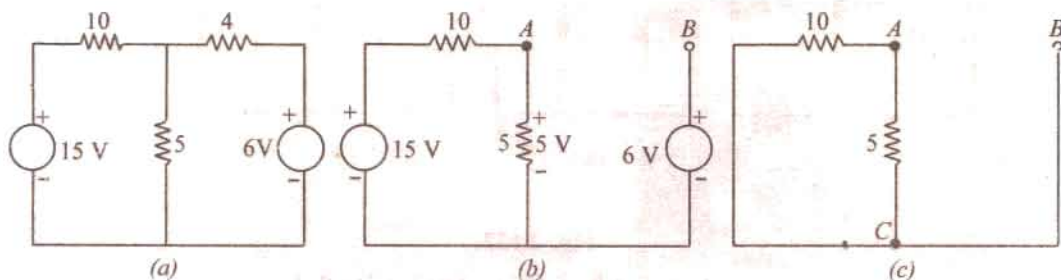 10 4 10 A B 10 A B
+ + + + +
15 V 5 6V 15 V 5 5 V 6 V 5
- - - - -
C
(a) (b) (c)